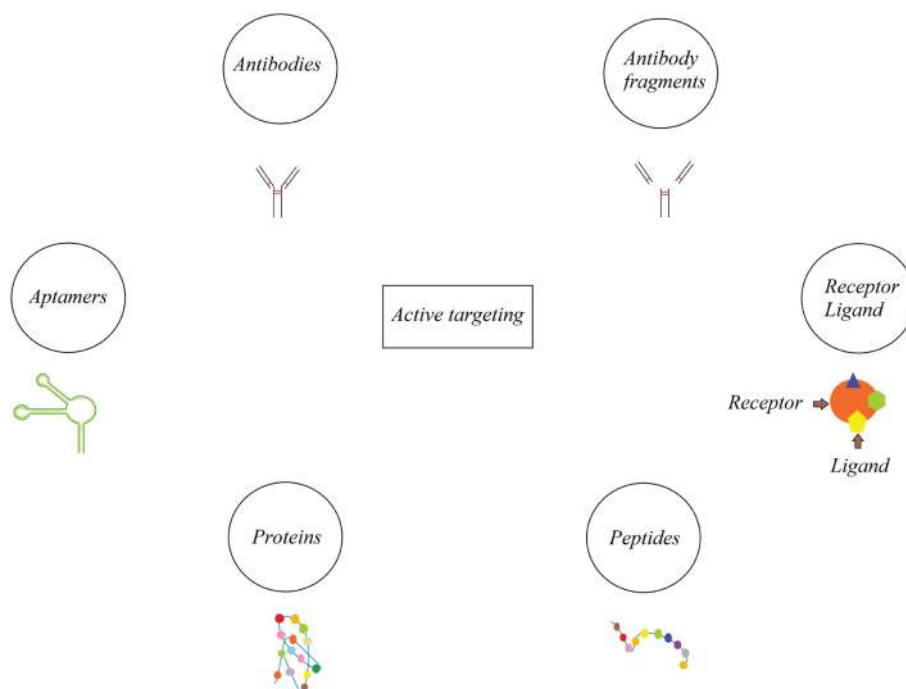 Antibodies
Antibody
fragments
Aptamers
Active targeting
Receptor
Ligand
Receptor
Ligand
Proteins
Peptides